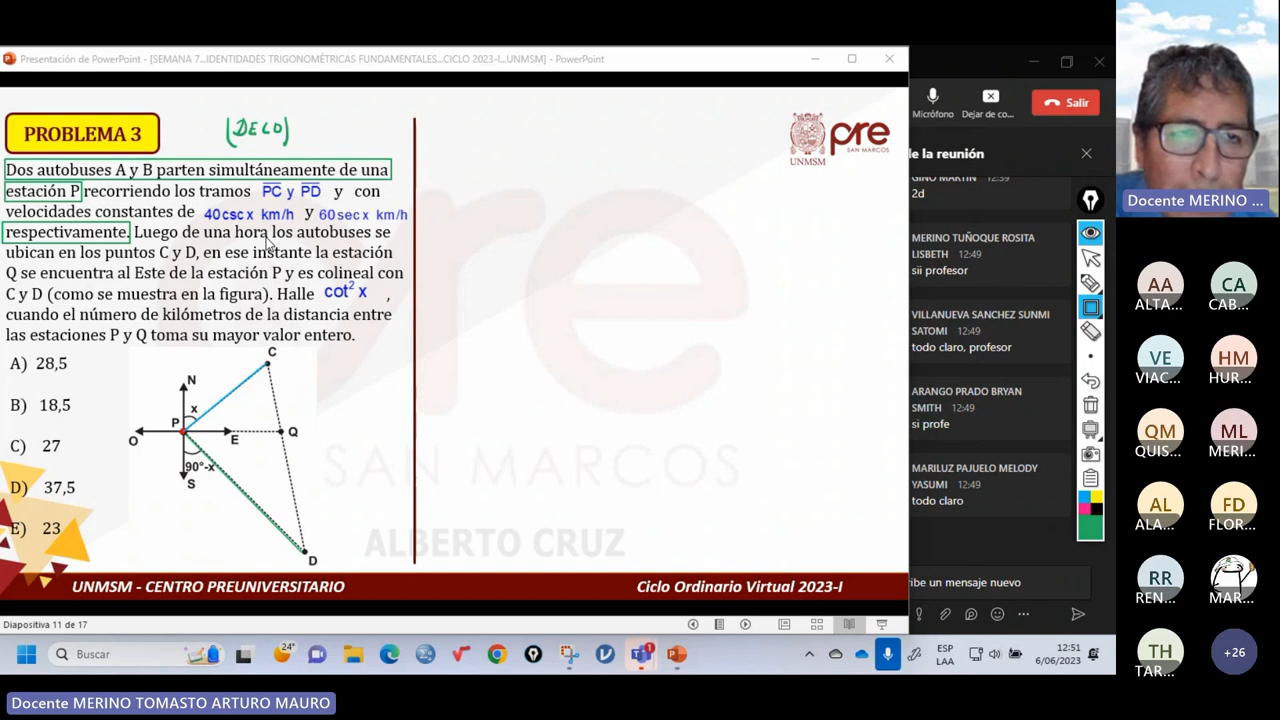 Presentación de PowerPoint - [SEMANA 7...IDENTIDADES TRIGONOMÉTRICAS FUNDAMENTALES...CICLO 2023-I...UNMSM] - PowerPoint
PROBLEMA 3
(DECO)
UNMSM
pre
SAN MARCOS
Dos autobuses A y B parten simultáneamente de una
estación P recorriendo los tramos PC y PD y con
velocidades constantes de 40cscx km/h y 60secx km/h
respectivamente. Luego de una hora los autobuses se
ubican en los puntos C y D, en ese instante la estación
Q se encuentra al Este de la estación P y es colineal con
C y D (como se muestra en la figura). Halle cot² x ,
cuando el número de kilómetros de la distancia entre
las estaciones P y Q toma su mayor valor entero.
A) 28,5
B) 18,5
C) 27
D) 37,5
E) 23
C
N
x
P
O
E
Q
90°-x
S
D
pre
SAN MARCOS
ALBERTO CRUZ
UNMSM - CENTRO PREUNIVERSITARIO
Ciclo Ordinario Virtual 2023-I
Diapositiva 11 de 17
Micrófono
Dejar de co...
Salir
de la reunión
GINO MARTIN 12:39
2d
MERINO TUÑOQUE ROSITA
LISBETH 12:49
sii profesor
VILLANUEVA SANCHEZ SUNMI
SATOMI 12:49
todo claro, profesor
ARANGO PRADO BRYAN
SMITH 12:49
si profe
MARILUZ PAJUELO MELODY
YASUMI 12:49
todo claro
ribe un mensaje nuevo
Docente MERINO ...
AA
ALTA...
CA
CAB...
VE
VIAC...
HM
HUR...
QM
QUIS...
ML
MERI...
AL
ALA...
FD
FLOR...
RR
REN...
MAR...
TH
TAR...
+26
Buscar
24°
1
ESP
LAA
12:51
6/06/2023
Docente MERINO TOMASTO ARTURO MAURO